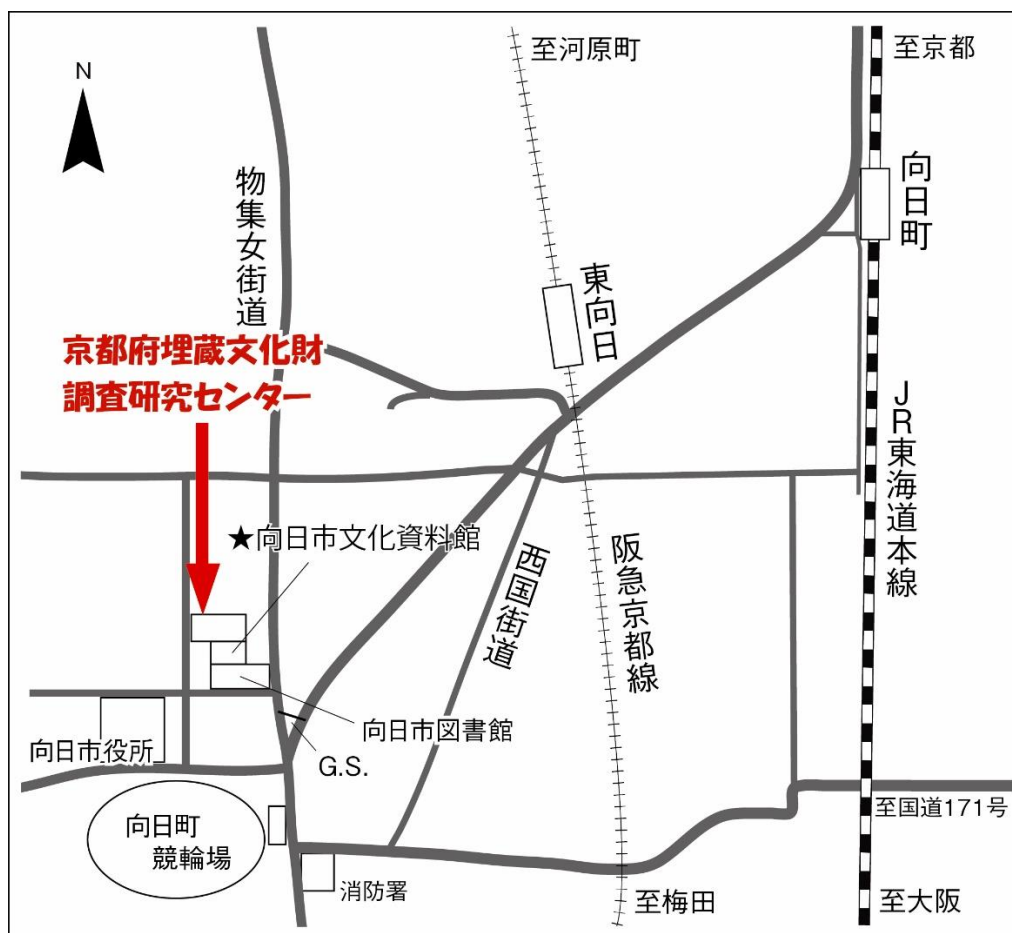 N
至河原町
至京都
物集女街道
向日町
東向日
京都府埋蔵文化財
調査研究センター
JR東海道本線
★向日市文化資料館
西国街道
阪急京都線
向日市図書館
向日市役所
G.S.
至国道171号
向日町
競輪場
消防署
至梅田
至大阪